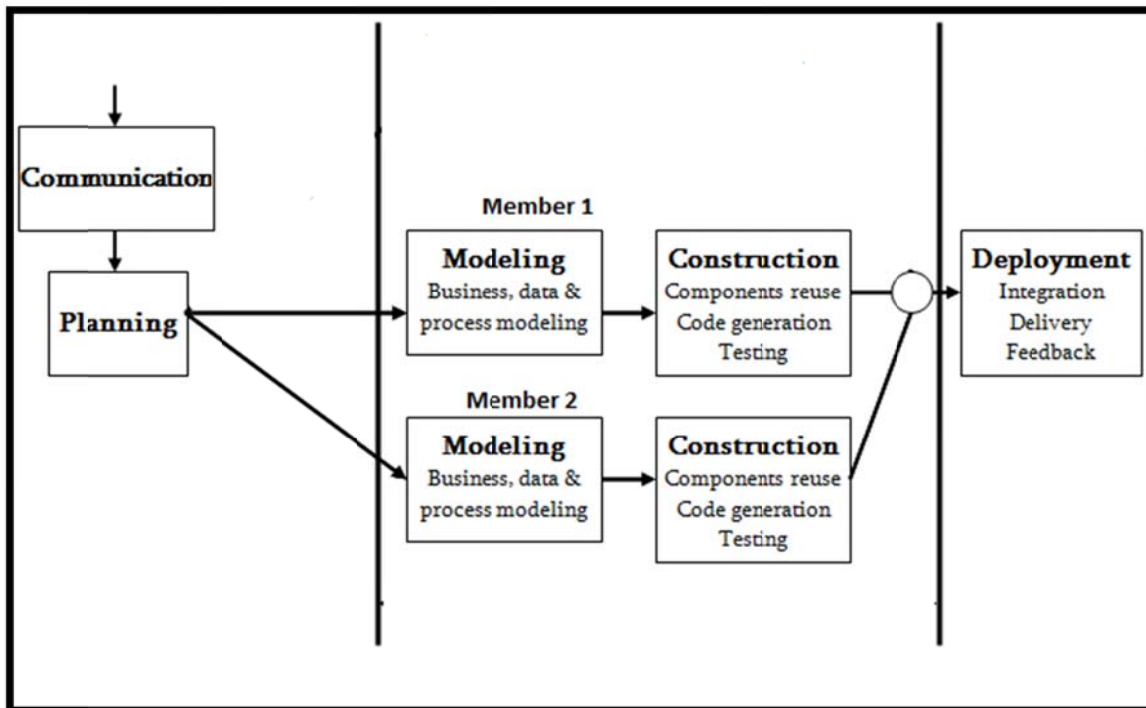 Communication
Planning
Member 1
Modeling
Business, data &
process modeling
Construction
Components reuse
Code generation
Testing
Member 2
Modeling
Business, data &
process modeling
Construction
Components reuse
Code generation
Testing
Deployment
Integration
Delivery
Feedback